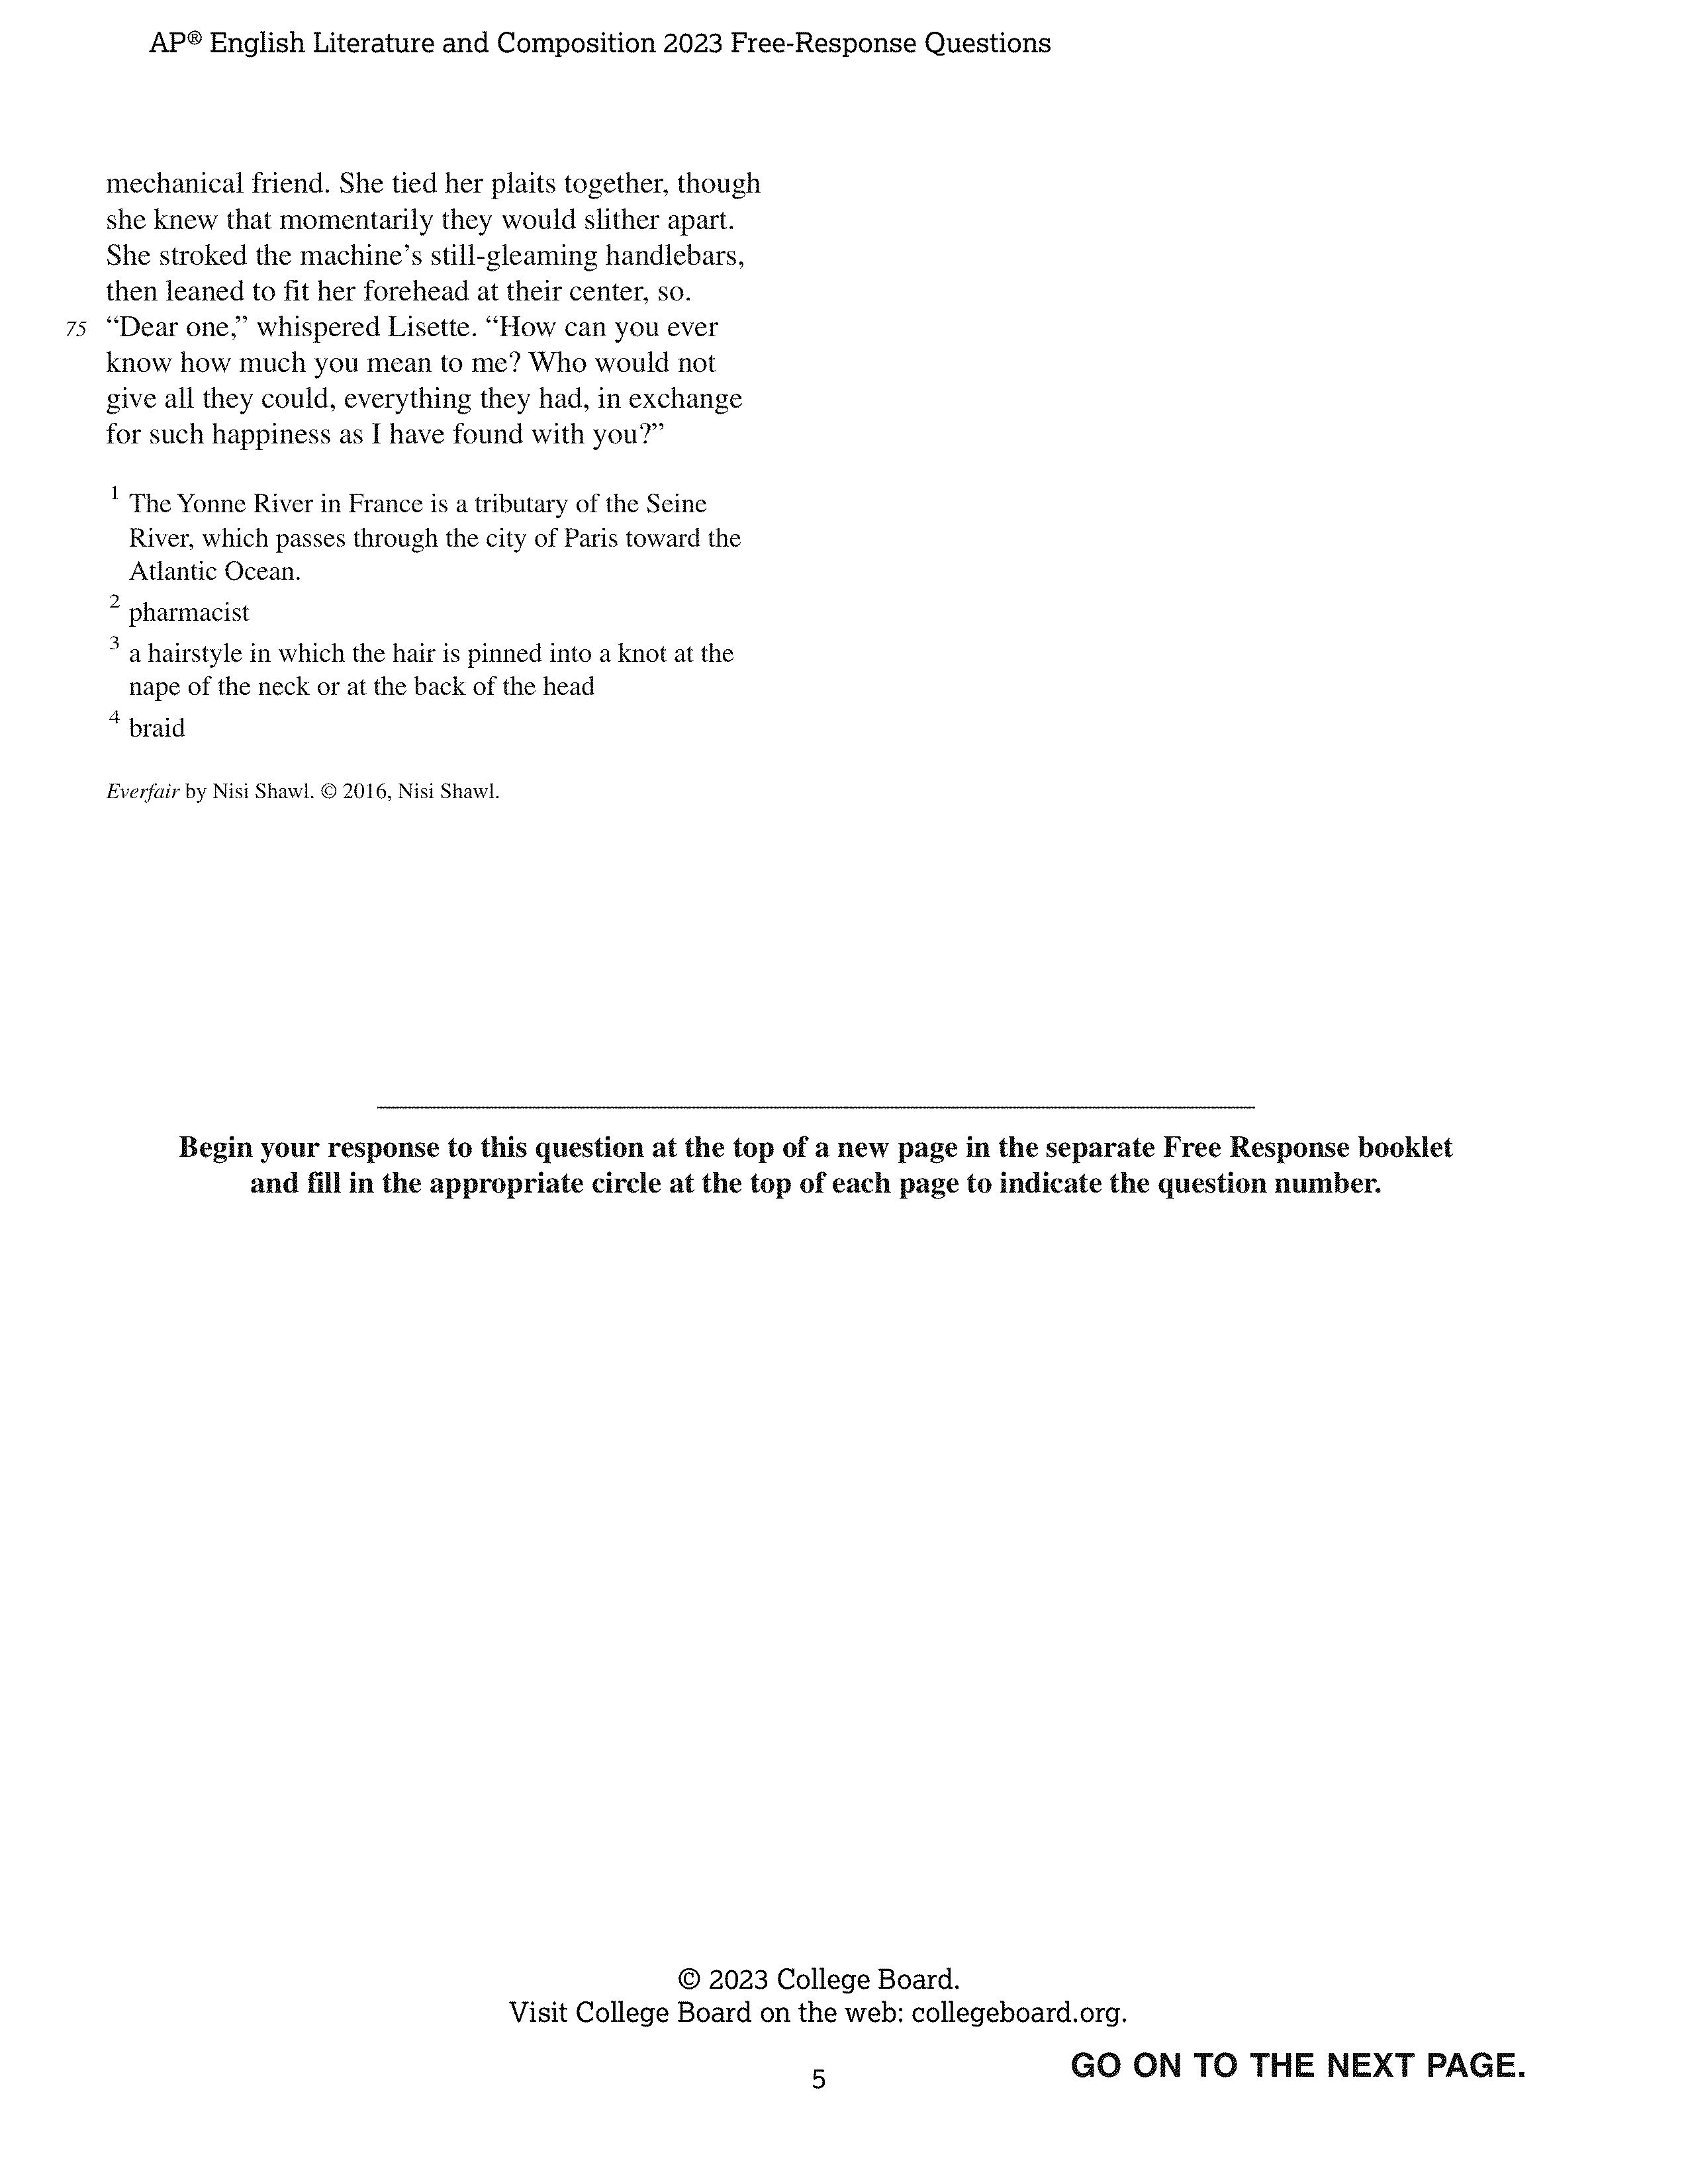 AP® English Literature and Composition 2023 Free-Response Questions
mechanical friend. She tied her plaits together, though
she knew that momentarily they would slither apart.
She stroked the machine’s still-gleaming handlebars,
then leaned to fit her forehead at their center, so.
75 “Dear one,” whispered Lisette. “How can you ever
know how much you mean to me? Who would not
give all they could, everything they had, in exchange
for such happiness as I have found with you?”
1 The Yonne River in France is a tributary of the Seine
River, which passes through the city of Paris toward the
Atlantic Ocean.
2 pharmacist
3 a hairstyle in which the hair is pinned into a knot at the
nape of the neck or at the back of the head
4 braid
Everfair by Nisi Shawl. © 2016, Nisi Shawl.
Begin your response to this question at the top of a new page in the separate Free Response booklet
and fill in the appropriate circle at the top of each page to indicate the question number.
© 2023 College Board.
Visit College Board on the web: collegeboard.org.
5
GO ON TO THE NEXT PAGE.